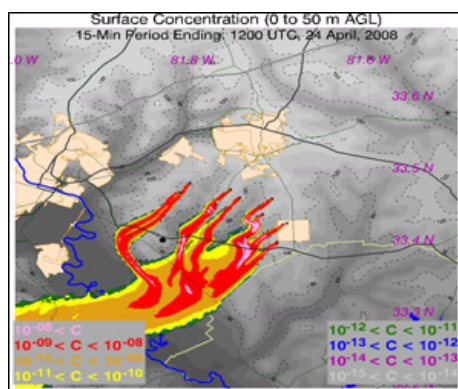 Surface Concentration (0 to 50 m AGL)
15-Min Period Ending: 1200 UTC, 24 April, 2008
.0 W 81.8 W 81.6 W
33.6 N
33.5 N
33.4 N
33.3 N
10-08 < C
10-09 < C < 10-08
10-10 < C < 10-09
10-11 < C < 10-10
10-12 < C < 10-11
10-13 < C < 10-12
10-14 < C < 10-13
10-15 < C < 10-14